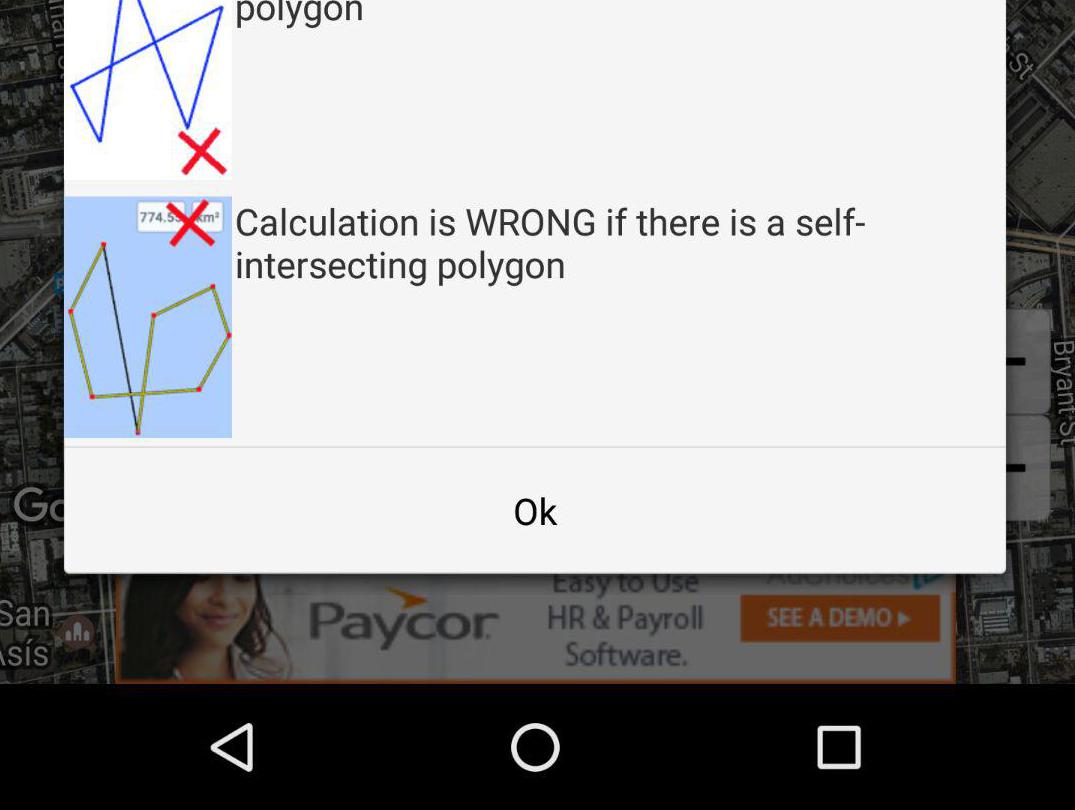 polygon
St
774.5
km²
Calculation is WRONG if there is a self-
intersecting polygon
Bryant St
Go
Ok
San
Asís
Paycor
Easy to Use
HR & Payroll
Software.
AdChoices
SEE A DEMO